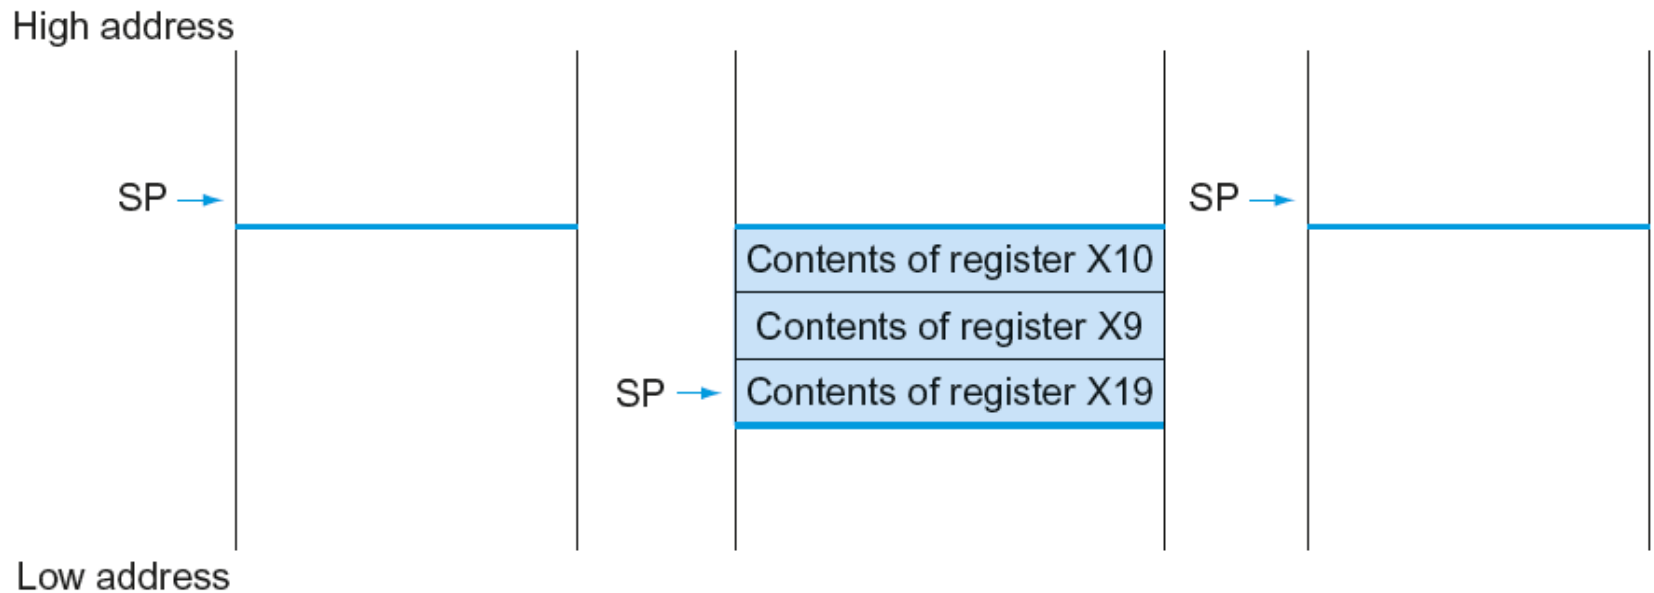 High address
SP
SP
Contents of register X10
Contents of register X9
SP
Contents of register X19
Low address